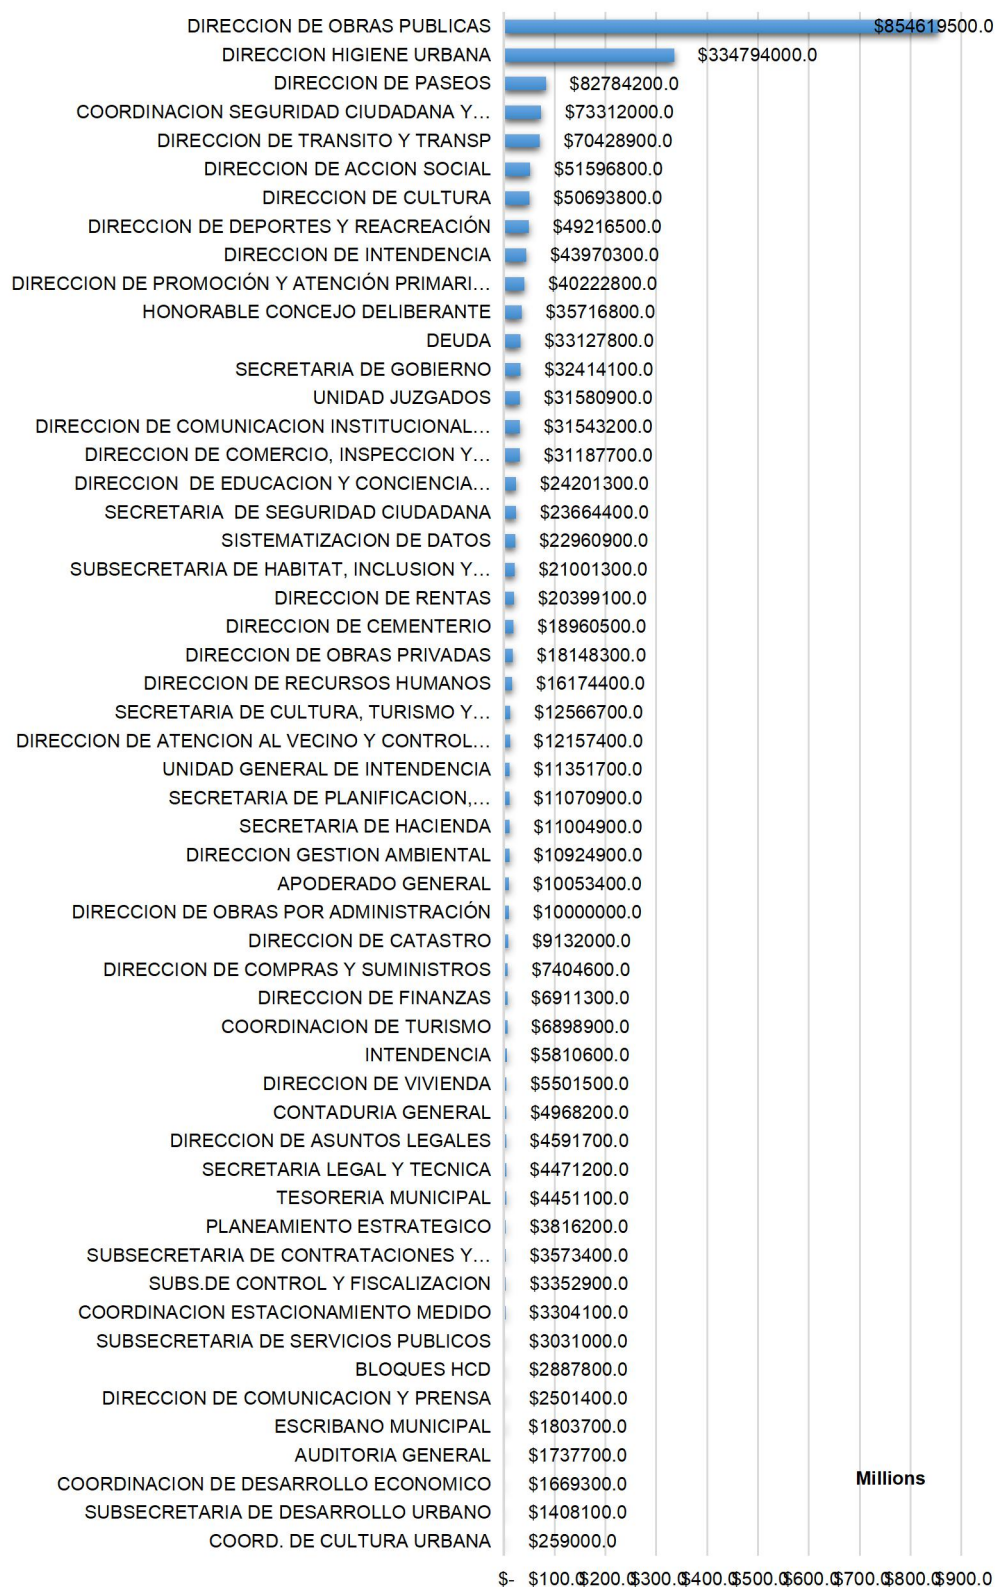 DIRECCION DE OBRAS PUBLICAS $854619500.0
DIRECCION HIGIENE URBANA $334794000.0
DIRECCION DE PASEOS $82784200.0
COORDINACION SEGURIDAD CIUDADANA Y… $73312000.0
DIRECCION DE TRANSITO Y TRANSP $70428900.0
DIRECCION DE ACCION SOCIAL $51596800.0
DIRECCION DE CULTURA $50693800.0
DIRECCION DE DEPORTES Y REACREACIÓN $49216500.0
DIRECCION DE INTENDENCIA $43970300.0
DIRECCION DE PROMOCIÓN Y ATENCIÓN PRIMARI… $40222800.0
HONORABLE CONCEJO DELIBERANTE $35716800.0
DEUDA $33127800.0
SECRETARIA DE GOBIERNO $32414100.0
UNIDAD JUZGADOS $31580900.0
DIRECCION DE COMUNICACION INSTITUCIONAL… $31543200.0
DIRECCION DE COMERCIO, INSPECCION Y… $31187700.0
DIRECCION  DE EDUCACION Y CONCIENCIA… $24201300.0
SECRETARIA  DE SEGURIDAD CIUDADANA $23664400.0
SISTEMATIZACION DE DATOS $22960900.0
SUBSECRETARIA DE HABITAT, INCLUSION Y… $21001300.0
DIRECCION DE RENTAS $20399100.0
DIRECCION DE CEMENTERIO $18960500.0
DIRECCION DE OBRAS PRIVADAS $18148300.0
DIRECCION DE RECURSOS HUMANOS $16174400.0
SECRETARIA DE CULTURA, TURISMO Y… $12566700.0
DIRECCION DE ATENCION AL VECINO Y CONTROL… $12157400.0
UNIDAD GENERAL DE INTENDENCIA $11351700.0
SECRETARIA DE PLANIFICACION,… $11070900.0
SECRETARIA DE HACIENDA $11004900.0
DIRECCION GESTION AMBIENTAL $10924900.0
APODERADO GENERAL $10053400.0
DIRECCION DE OBRAS POR ADMINISTRACIÓN $10000000.0
DIRECCION DE CATASTRO $9132000.0
DIRECCION DE COMPRAS Y SUMINISTROS $7404600.0
DIRECCION DE FINANZAS $6911300.0
COORDINACION DE TURISMO $6898900.0
INTENDENCIA $5810600.0
DIRECCION DE VIVIENDA $5501500.0
CONTADURIA GENERAL $4968200.0
DIRECCION DE ASUNTOS LEGALES $4591700.0
SECRETARIA LEGAL Y TECNICA $4471200.0
TESORERIA MUNICIPAL $4451100.0
PLANEAMIENTO ESTRATEGICO $3816200.0
SUBSECRETARIA DE CONTRATACIONES Y… $3573400.0
SUBS.DE CONTROL Y FISCALIZACION $3352900.0
COORDINACION ESTACIONAMIENTO MEDIDO $3304100.0
SUBSECRETARIA DE SERVICIOS PUBLICOS $3031000.0
BLOQUES HCD $2887800.0
DIRECCION DE COMUNICACION Y PRENSA $2501400.0
ESCRIBANO MUNICIPAL $1803700.0
AUDITORIA GENERAL $1737700.0
COORDINACION DE DESARROLLO ECONOMICO $1669300.0
Millions
SUBSECRETARIA DE DESARROLLO URBANO $1408100.0
COORD. DE CULTURA URBANA $259000.0
$- $100.0 $200.0 $300.0 $400.0 $500.0 $600.0 $700.0 $800.0 $900.0